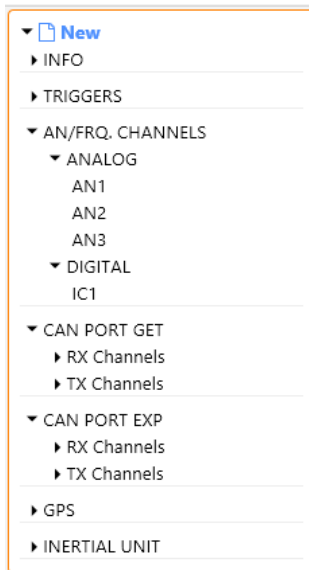 New
INFO
TRIGGERS
AN/FRQ. CHANNELS
ANALOG
AN1
AN2
AN3
DIGITAL
IC1
CAN PORT GET
RX Channels
TX Channels
CAN PORT EXP
RX Channels
TX Channels
GPS
INERTIAL UNIT